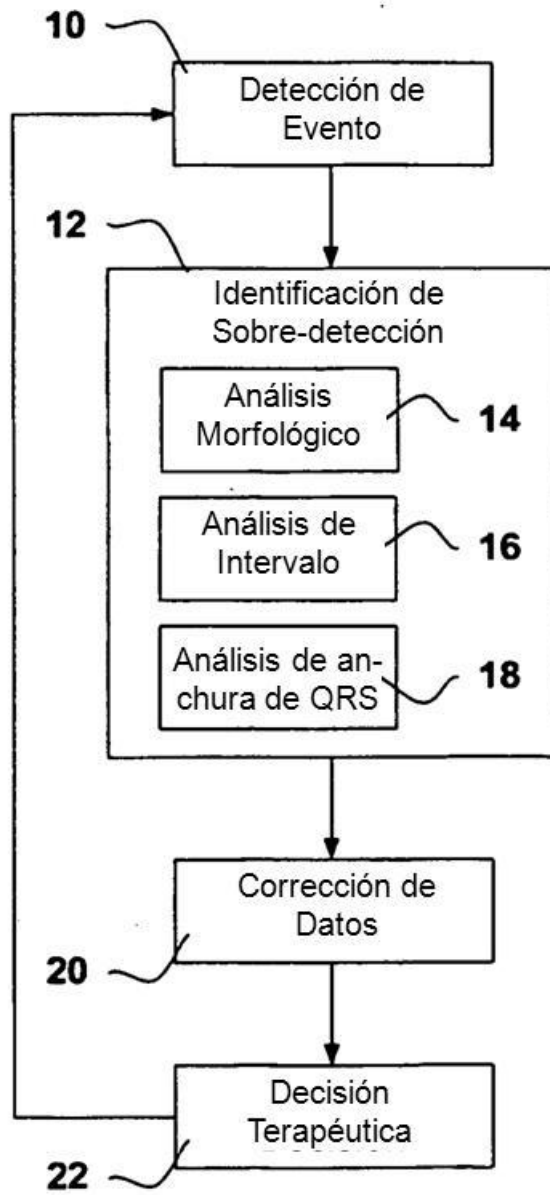 10
Detección de
Evento
12
Identificación de
Sobre-detección
Análisis
Morfológico
14
Análisis de
Intervalo
16
Análisis de an-
chura de QRS
18
Corrección de
Datos
20
Decisión
Terapéutica
22